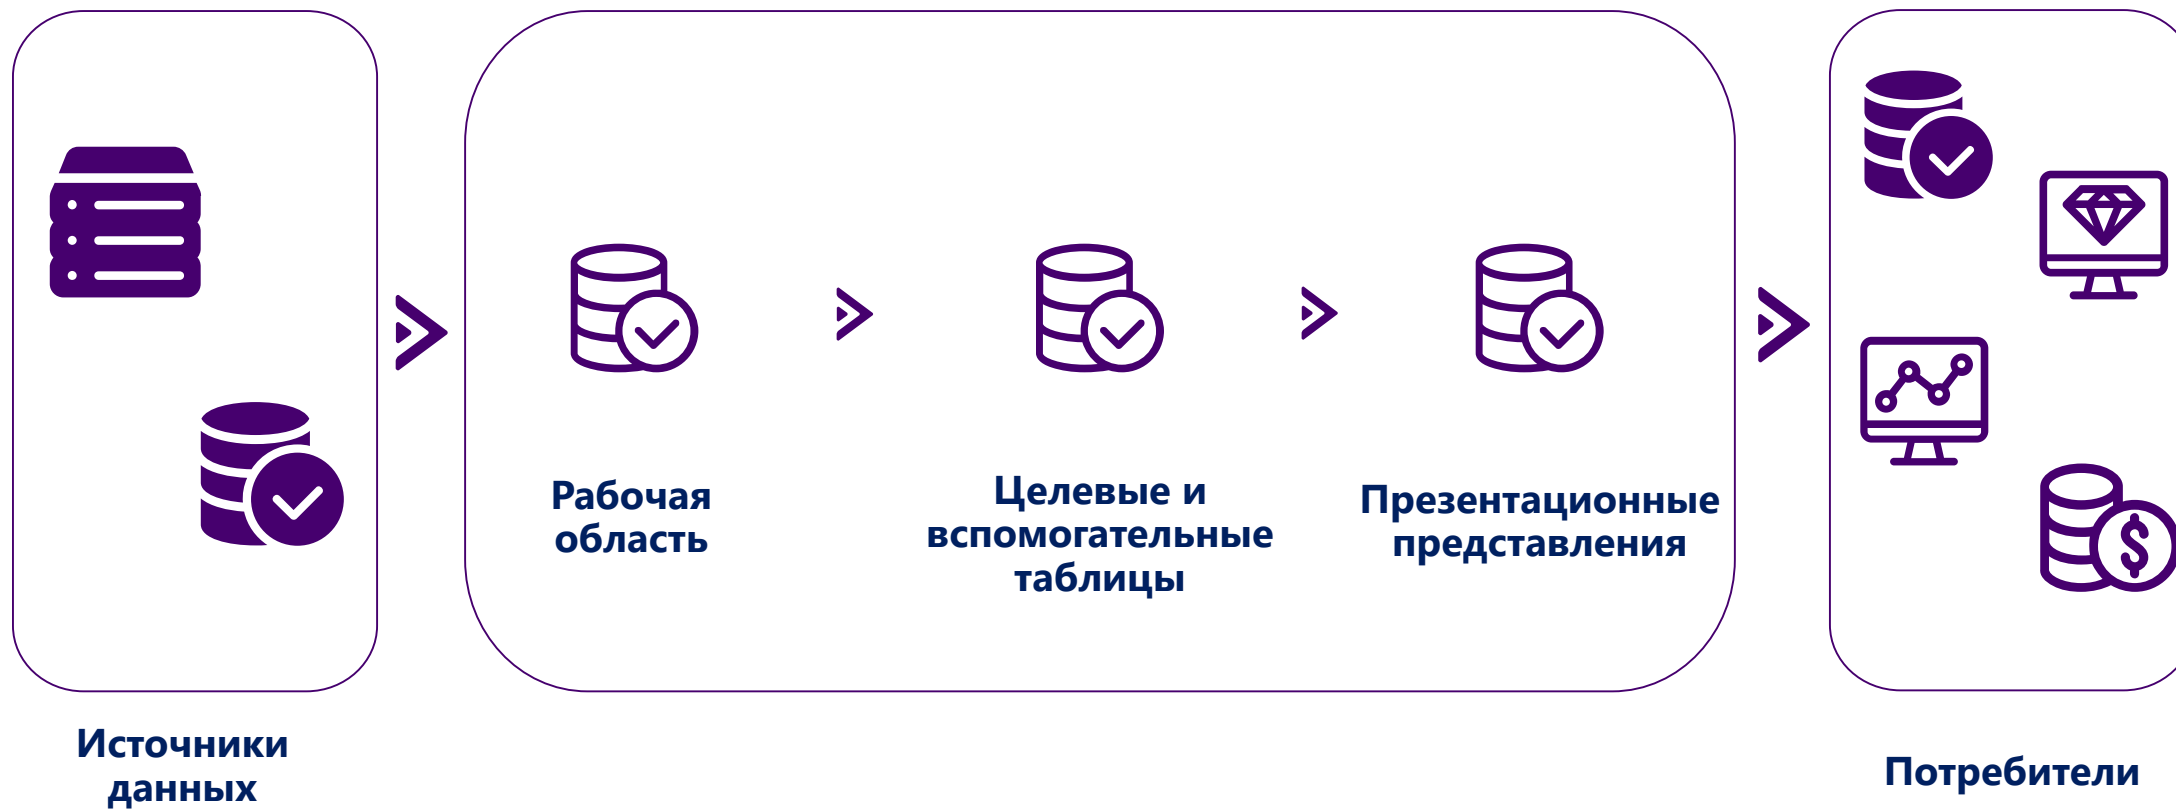 Рабочая
область
Целевые и
вспомогательные
таблицы
Презентационные
представления
Источники
данных
Потребители